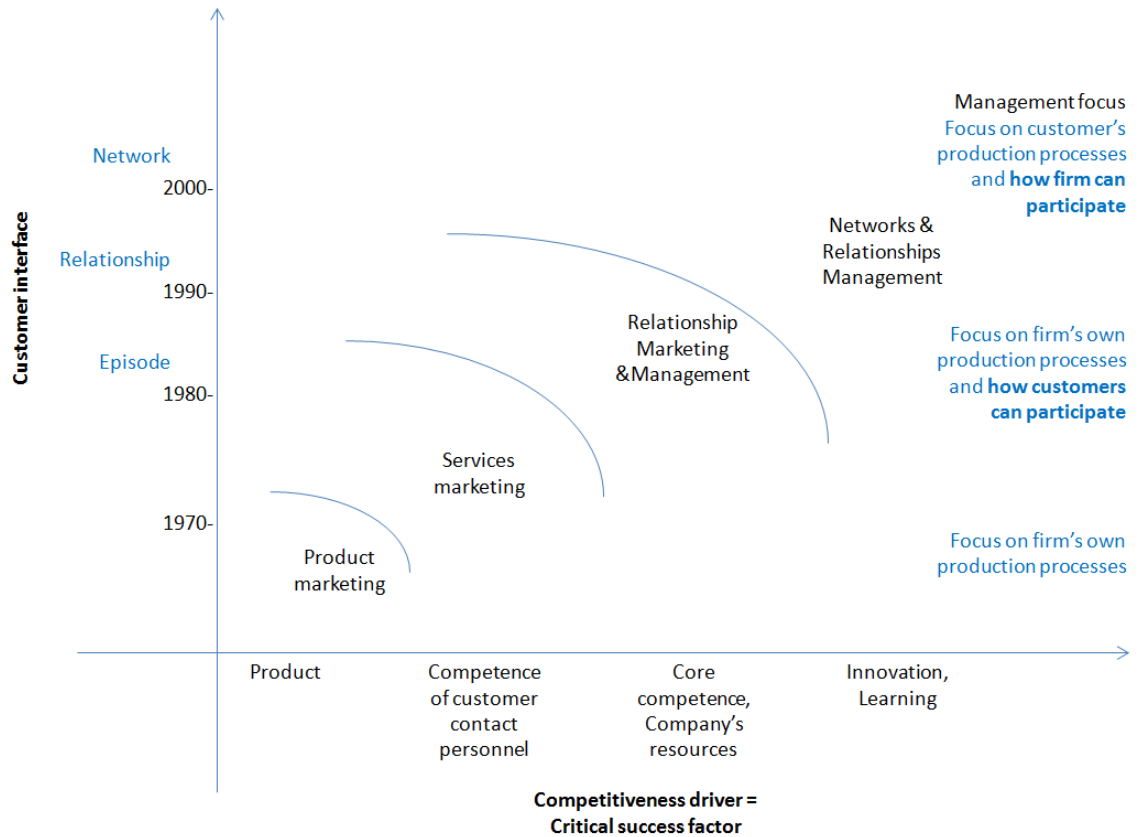 Management focus
Focus on customer's
production processes
and how firm can
participate
Network
2000-
Networks &
Relationships
Management
Relationship
1990-
Customer interface
Relationship
Marketing
&Management
Focus on firm's own
production processes
and how customers
can participate
Episode
1980-
Services
marketing
1970-
Focus on firm's own
production processes
Product
marketing
Product
Competence
of customer
contact
personnel
Core
competence,
Company's
resources
Innovation,
Learning
Competitiveness driver =
Critical success factor